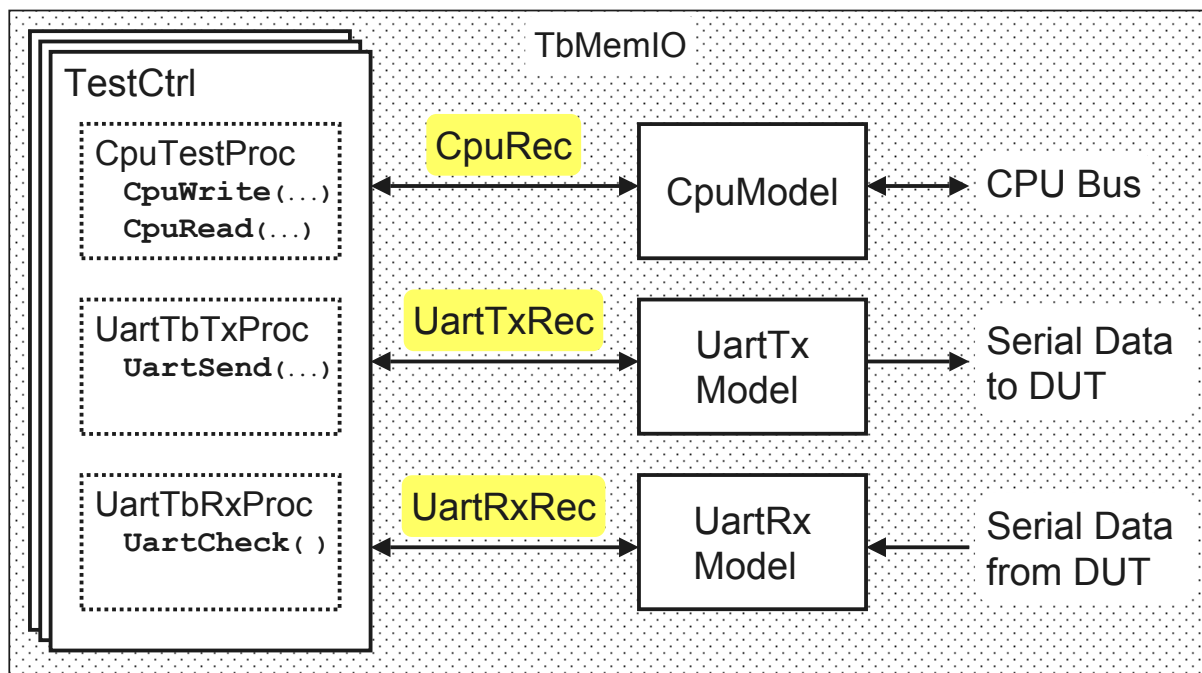 TbMemIO
TestCtrl
CpuTestProc
CpuWrite(...)
CpuRead(...)
CpuRec
CpuModel
CPU Bus
UartTbTxProc
UartSend(...)
UartTxRec
UartTx
Model
Serial Data
to DUT
UartTbRxProc
UartCheck( )
UartRxRec
UartRx
Model
Serial Data
from DUT